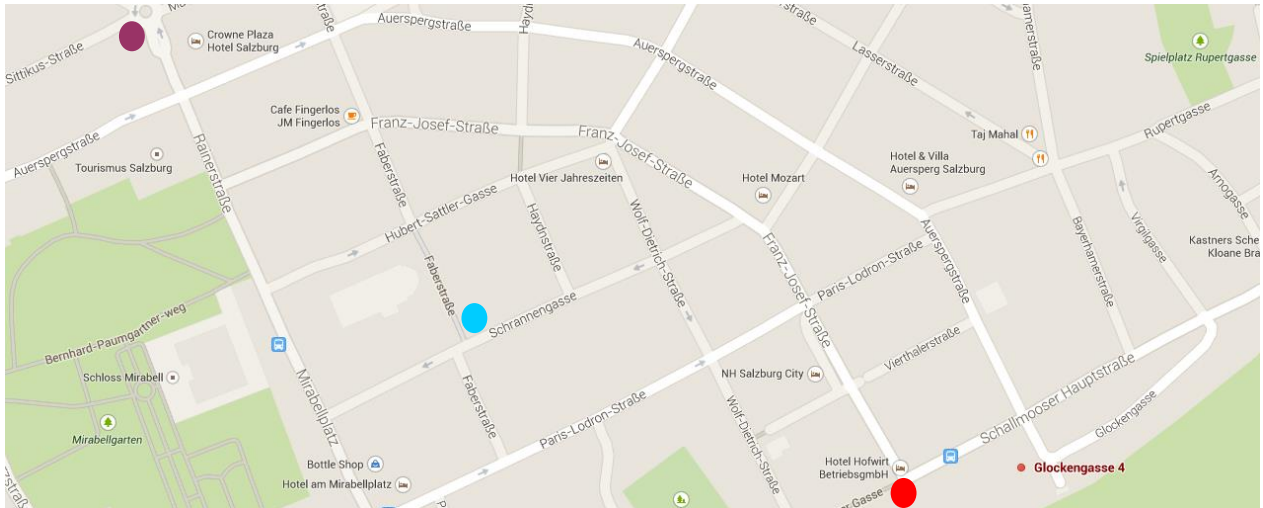 Haydn
Crowne Plaza
Hotel Salzburg
Auerspergstraße
Sittikus-Straße
Auerspergstraße
Lasserstraße
Spielplatz Rupertgasse
Cafe Fingerlos
JM Fingerlos
Franz-Josef-Straße
Franz-Josef-Straße
Taj Mahal
Rupertgasse
Auerspergstraße
Rainerstraße
Tourismus Salzburg
Faberstraße
Hotel Vier Jahreszeiten
Hotel Mozart
Hotel & Villa
Auersperg Salzburg
Arnogasse
Hubert-Sattler-Gasse
Haydnstraße
Wolf-Dietrich-Straße
Franz-Josef-Straße
Auerspergstraße
Bayerhamerstraße
Virgilgasse
Kastners Sche
Kloane Bra
Paris-Lodron-Straße
Faberstraße
Schrannengasse
Bernhard-Paumgartner-weg
Vierthalerstraße
Schloss Mirabell
Mirabellplatz
Faberstraße
NH Salzburg City
Schallmooser Hauptstraße
Paris-Lodron-Straße
Wolf-Dietrich-Straße
Glockengasse
Mirabellgarten
Bottle Shop
Hotel am Mirabellplatz
Hotel Hofwirt
BetriebsgmbH
Glockengasse 4
er Gasse